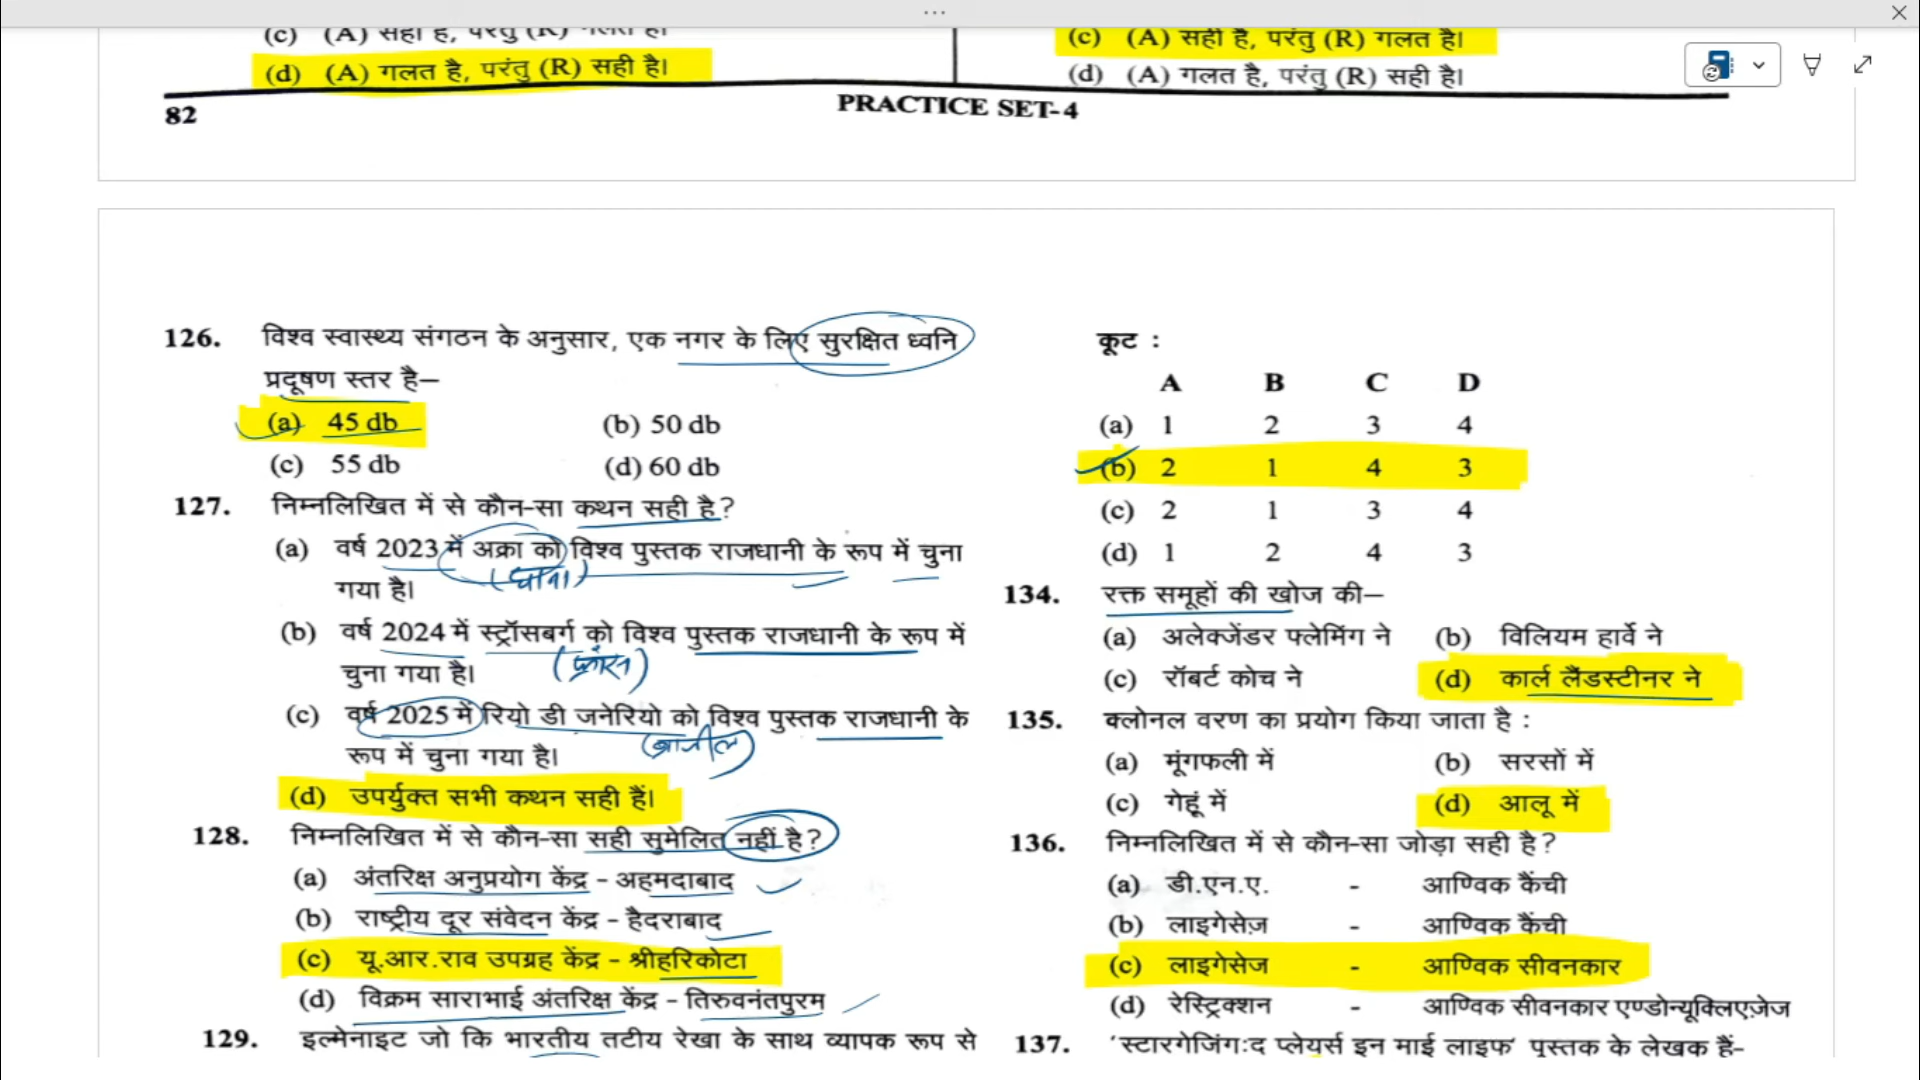 (c) (A) सही है, परंतु (R) गलत है।
(d) (A) गलत है, परंतु (R) सही है।
(c) (A) सही है, परंतु (R) गलत है।
(d) (A) गलत है, परंतु (R) सही है।
82
PRACTICE SET-4
126. विश्व स्वास्थ्य संगठन के अनुसार, एक नगर के लिए सुरक्षित ध्वनि
प्रदूषण स्तर है–
(a) 45 db (b) 50 db
(c) 55 db (d) 60 db
127. निम्नलिखित में से कौन-सा कथन सही है?
(a) वर्ष 2023 में अक्रा को विश्व पुस्तक राजधानी के रूप में चुना
(घाना)
गया है।
(b) वर्ष 2024 में स्ट्रॉसबर्ग को विश्व पुस्तक राजधानी के रूप में
चुना गया है। (फ्रांस)
(c) वर्ष 2025 में रियो डी जनेरियो को विश्व पुस्तक राजधानी के
रूप में चुना गया है। (ब्राजील)
(d) उपर्युक्त सभी कथन सही हैं।
128. निम्नलिखित में से कौन-सा सही सुमेलित नहीं है?
(a) अंतरिक्ष अनुप्रयोग केंद्र - अहमदाबाद
(b) राष्ट्रीय दूर संवेदन केंद्र - हैदराबाद
(c) यू.आर.राव उपग्रह केंद्र - श्रीहरिकोटा
(d) विक्रम साराभाई अंतरिक्ष केंद्र - तिरुवनंतपुरम
129. इल्मेनाइट जो कि भारतीय तटीय रेखा के साथ व्यापक रूप से
कूट :
A B C D
(a) 1 2 3 4
(b) 2 1 4 3
(c) 2 1 3 4
(d) 1 2 4 3
134. रक्त समूहों की खोज की–
(a) अलेक्जेंडर फ्लेमिंग ने (b) विलियम हार्वे ने
(c) रॉबर्ट कोच ने (d) कार्ल लैंडस्टीनर ने
135. क्लोनल वरण का प्रयोग किया जाता है :
(a) मूंगफली में (b) सरसों में
(c) गेहूं में (d) आलू में
136. निम्नलिखित में से कौन-सा जोड़ा सही है?
(a) डी.एन.ए. - आण्विक कैंची
(b) लाइगेसेज़ - आण्विक कैंची
(c) लाइगेसेज - आण्विक सीवनकार
(d) रेस्ट्रिक्शन - आण्विक सीवनकार एण्डोन्यूक्लिएज़ेज
137. 'स्टारगेजिंगःद प्लेयर्स इन माई लाइफ' पुस्तक के लेखक हैं-